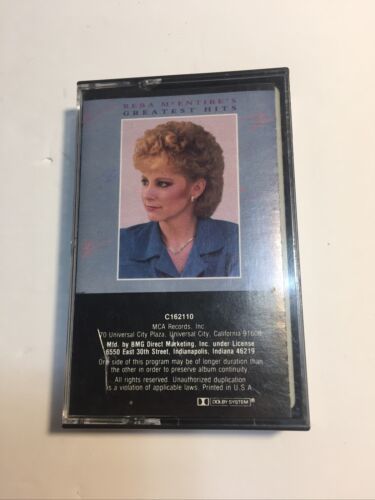 REBA McENTIRE'S
GREATEST HITS
C162110
MCA Records, Inc.
70 Universal City Plaza, Universal City, California 91608
Mfd. by BMG Direct Marketing, Inc. under License
6550 East 30th Street, Indianapolis, Indiana 46219
One side of this program may be of longer duration than
the other in order to preserve album continuity.
All rights reserved. Unauthorized duplication
is a violation of applicable laws. Printed in U.S.A.
DOLBY SYSTEM®